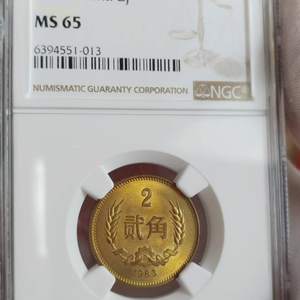 MS 65
6394551-013
NUMISMATIC GUARANTY CORPORATION
NGC
2
贰角
1983